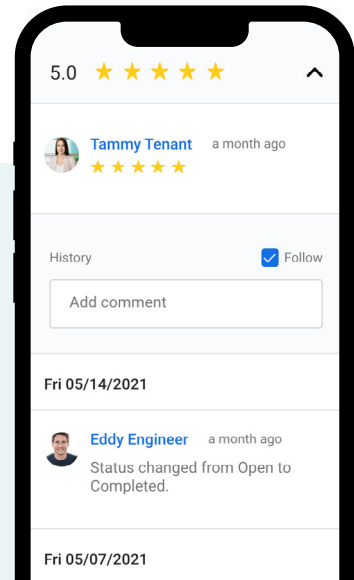 5.0
Tammy Tenant a month ago
History Follow
Add comment
Fri 05/14/2021
Eddy Engineer a month ago
Status changed from Open to
Completed.
Fri 05/07/2021